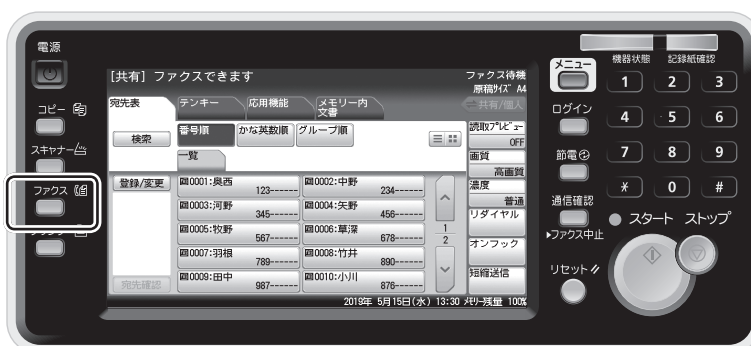 電源
コピー
スキャナー
ファクス
[共有] ファクスできます
ファクス待機
原稿ｻｲｽﾞ A4
宛先表
テンキー
応用機能
メモリー内
文書
共有/個人
検索
番号順
かな英数順
グループ順
一覧
読取ﾌﾟﾚﾋﾞｭｰ
OFF
画質
高画質
濃度
普通
リダイヤル
オンフック
短縮送信
登録/変更
0001:奥西
123------
0002:中野
234------
0003:河野
345------
0004:矢野
456------
0005:牧野
567------
0006:草深
678------
0007:羽根
789------
0008:竹井
890------
0009:田中
987------
0010:小川
876------
1
2
宛先確認
2019年 5月15日(水) 13:30 ﾒﾓﾘｰ残量 100%
メニュー
ログイン
節電
通信確認
▶ファクス中止
リセット
機器状態
記録紙確認
1 2 3
4 5 6
7 8 9
* 0 #
スタート ストップ